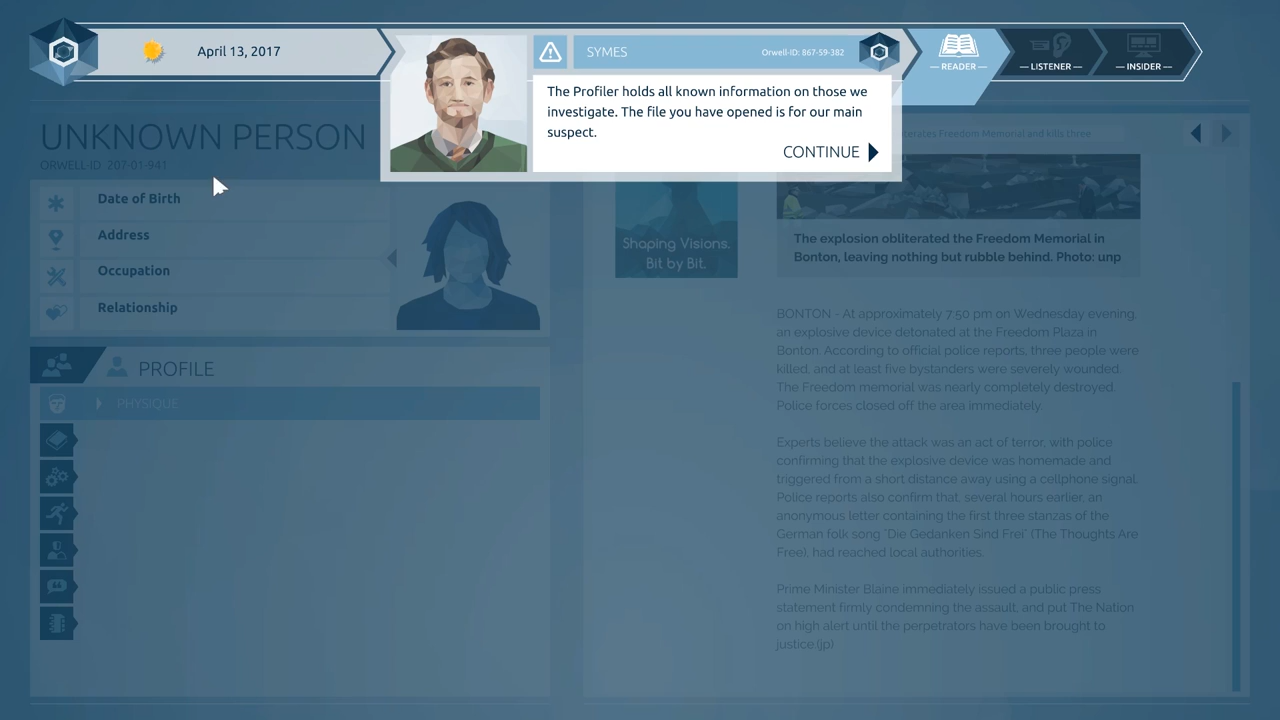 April 13, 2017
SYMES
Orwell-ID: 867-59-382
The Profiler holds all known information on those we
investigate. The file you have opened is for our main
suspect.
CONTINUE
— READER —
— LISTENER —
— INSIDER —
UNKNOWN PERSON
ORWELL-ID: 207-01-941
Date of Birth
Address
Occupation
Relationship
PROFILE
PHYSIQUE
iterates Freedom Memorial and kills three
Shaping Visions.
Bit by Bit.
The explosion obliterated the Freedom Memorial in
Bonton, leaving nothing but rubble behind. Photo: unp
BONTON - At approximately 7.50 pm on Wednesday evening,
an explosive device detonated at the Freedom Plaza in
Bonton. According to official police reports, three people were
killed, and at least five bystanders were severely wounded.
The Freedom memorial was nearly completely destroyed.
Police forces closed off the area immediately.
Experts believe the attack was an act of terror, with police
confirming that the explosive device was homemade and
triggered from a short distance away using a cellphone signal.
Police reports also confirm that, several hours earlier, an
anonymous letter containing the first three stanzas of the
German folk song 'Die Gedanken Sind Frei' (The Thoughts Are
Free), had reached local authorities.
Prime Minister Blaine immediately issued a public press
statement firmly condemning the assault, and put The Nation
on high alert until the perpetrators have been brought to
justice.(jp)